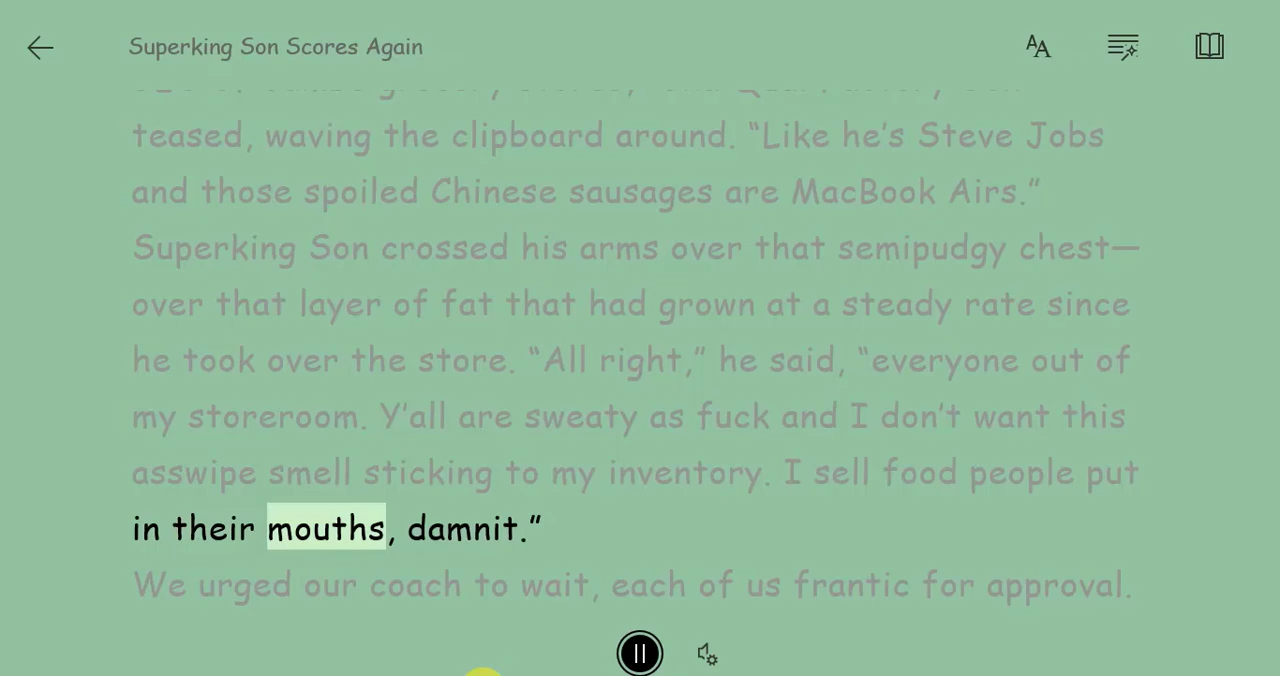 Superking Son Scores Again
teased, waving the clipboard around. “Like he’s Steve Jobs
and those spoiled Chinese sausages are MacBook Airs.”
Superking Son crossed his arms over that semipudgy chest—
over that layer of fat that had grown at a steady rate since
he took over the store. “All right,” he said, “everyone out of
my storeroom. Y’all are sweaty as fuck and I don’t want this
asswipe smell sticking to my inventory. I sell food people put
in their mouths, damnit.”
We urged our coach to wait, each of us frantic for approval.